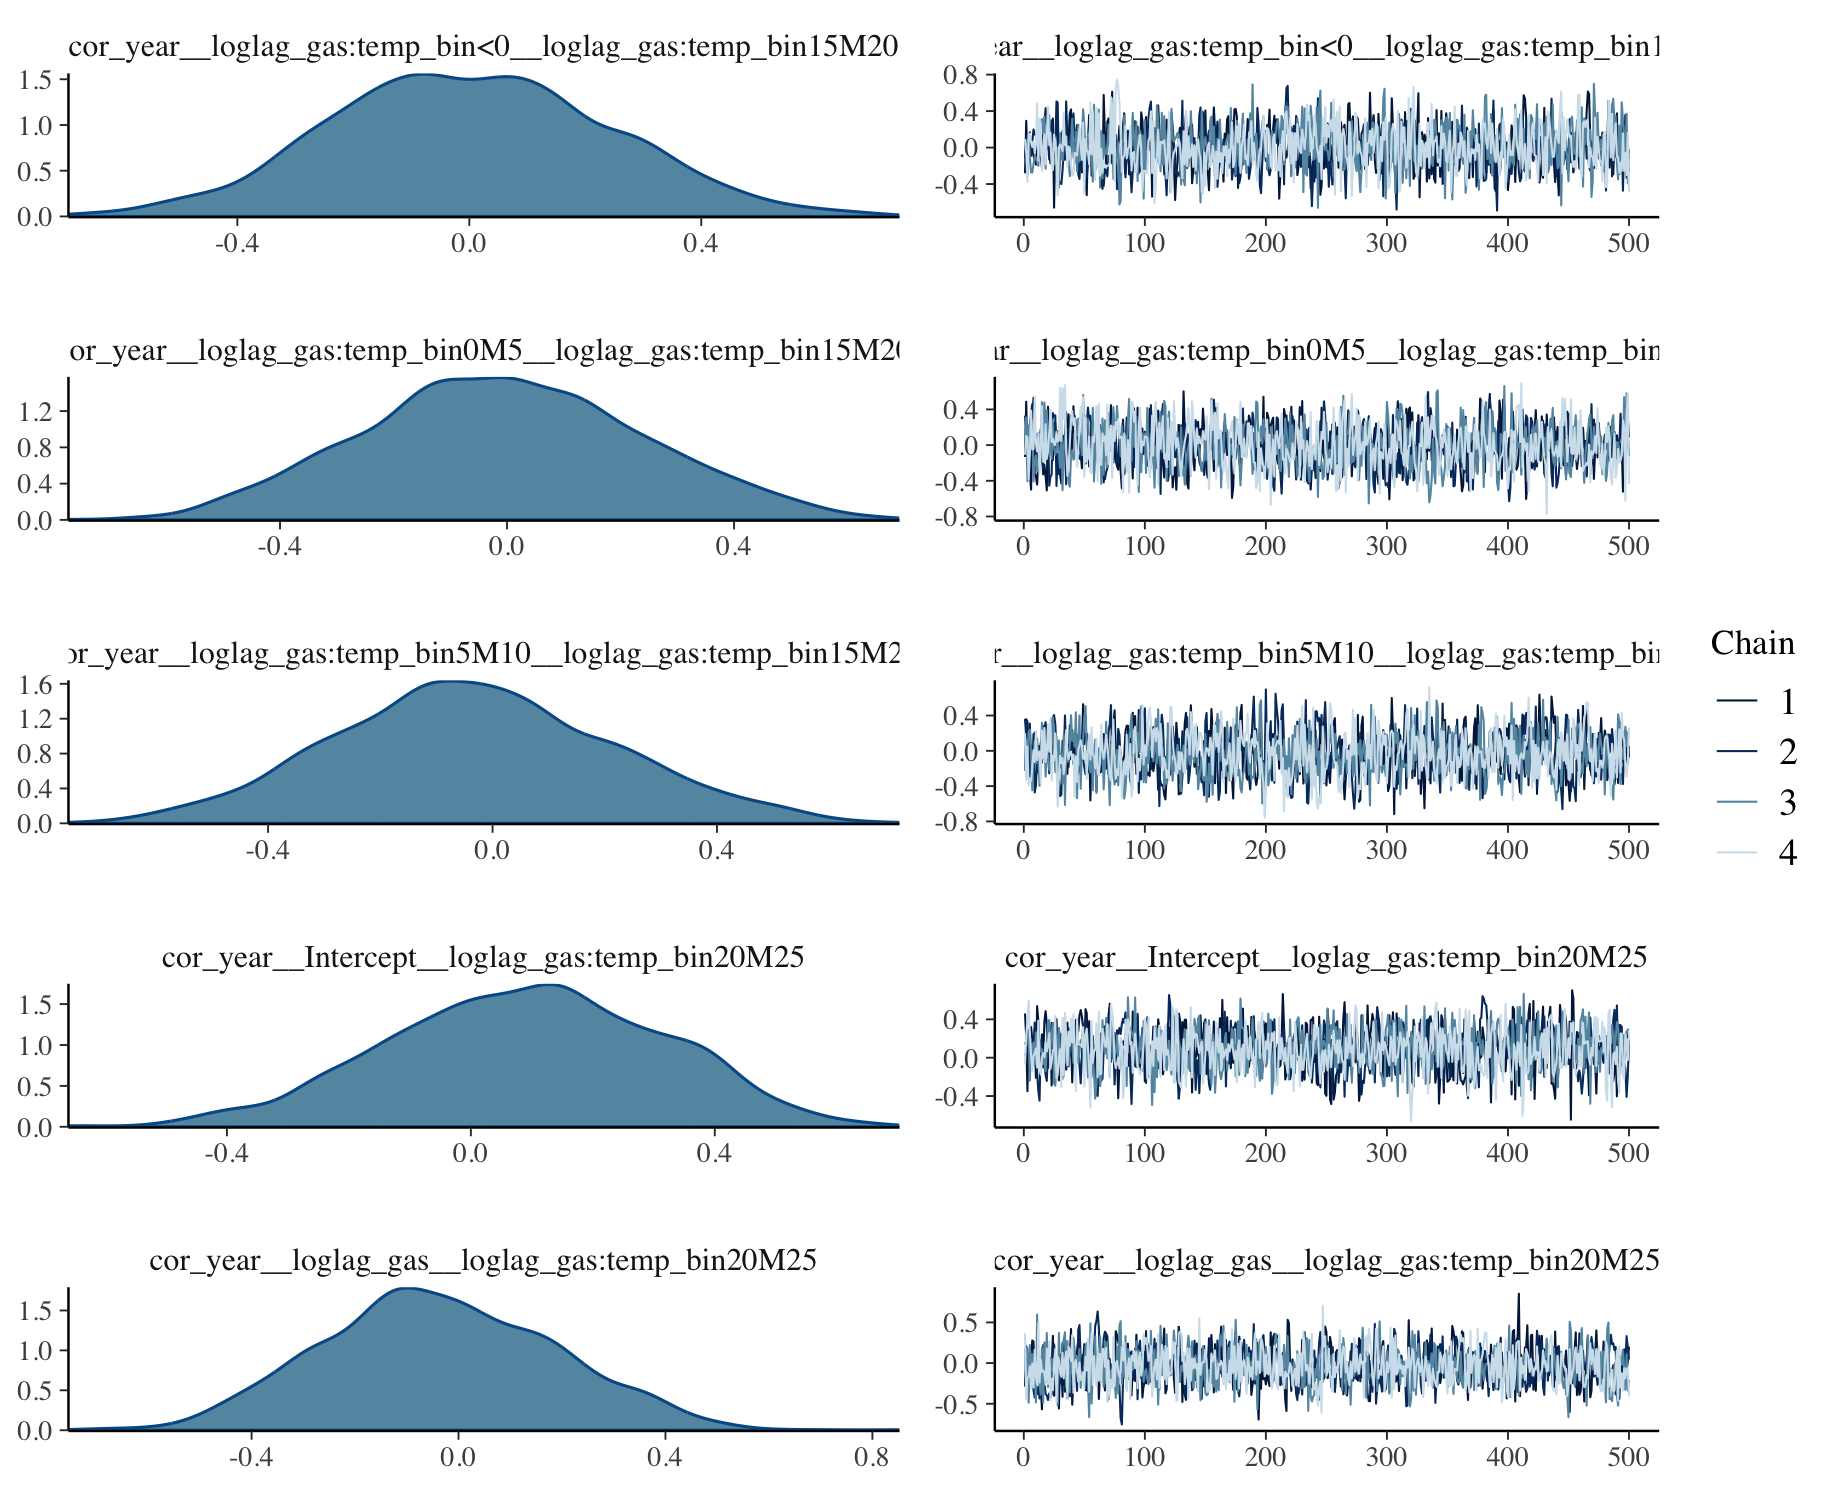 cor_year__loglag_gas:temp_bin<0__loglag_gas:temp_bin15M20
1.5
1.0
0.5
0.0
-0.4 0.0 0.4
ar__loglag_gas:temp_bin<0__loglag_gas:temp_bin1
0.8
0.4
0.0
-0.4
0 100 200 300 400 500
or_year__loglag_gas:temp_bin0M5__loglag_gas:temp_bin15M20
1.2
0.8
0.4
0.0
-0.4 0.0 0.4
ar__loglag_gas:temp_bin0M5__loglag_gas:temp_bin
0.4
0.0
-0.4
-0.8
0 100 200 300 400 500
or_year__loglag_gas:temp_bin5M10__loglag_gas:temp_bin15M2
1.6
1.2
0.8
0.4
0.0
-0.4 0.0 0.4
r__loglag_gas:temp_bin5M10__loglag_gas:temp_bin
0.4
0.0
-0.4
-0.8
0 100 200 300 400 500
cor_year__Intercept__loglag_gas:temp_bin20M25
1.5
1.0
0.5
0.0
-0.4 0.0 0.4
cor_year__Intercept__loglag_gas:temp_bin20M25
0.4
0.0
-0.4
0 100 200 300 400 500
cor_year__loglag_gas__loglag_gas:temp_bin20M25
1.5
1.0
0.5
0.0
-0.4 0.0 0.4 0.8
cor_year__loglag_gas__loglag_gas:temp_bin20M25
0.5
0.0
-0.5
0 100 200 300 400 500
Chain
1
2
3
4